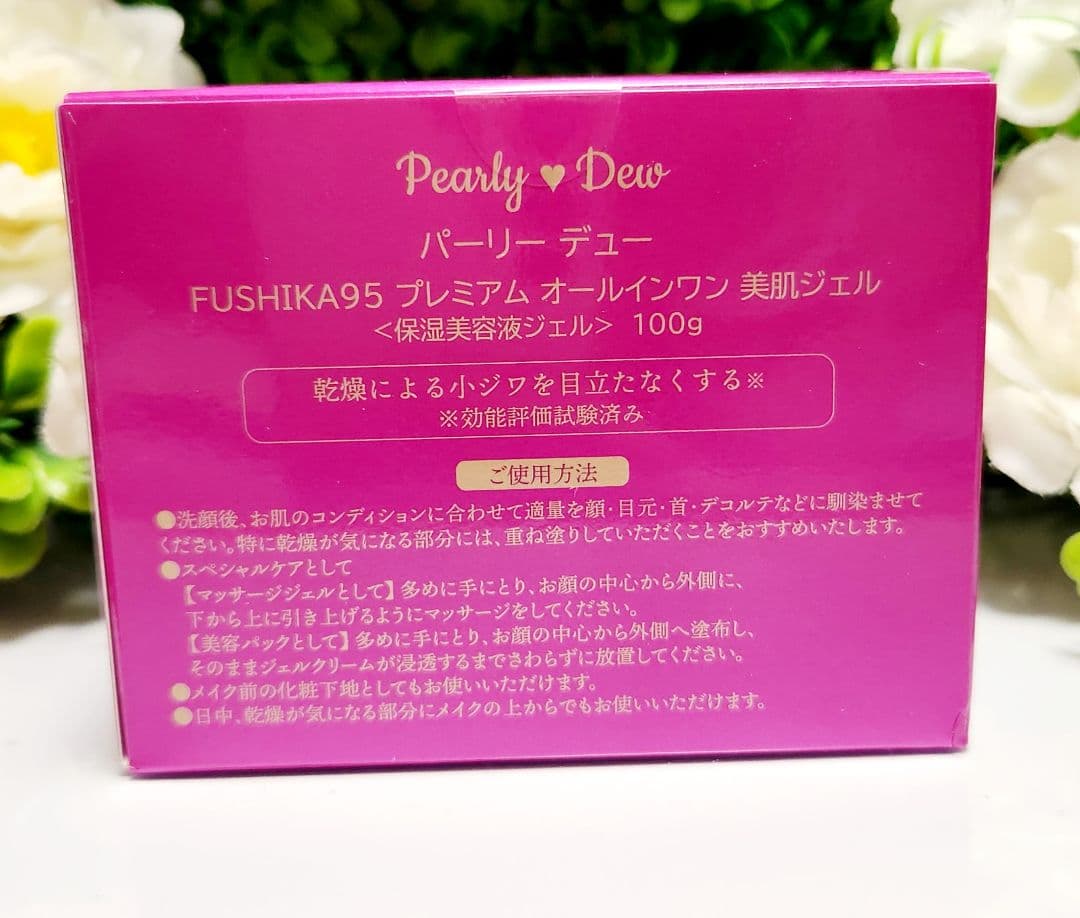 Pearly ♥ Dew
パーリー デュー
FUSHIKA95 プレミアム オールインワン 美肌ジェル
＜保湿美容液ジェル＞ 100g
乾燥による小ジワを目立たなくする※
※効能評価試験済み
ご使用方法
●洗顔後、お肌のコンディションに合わせて適量を顔・目元・首・デコルテなどに馴染ませて
ください。特に乾燥が気になる部分には、重ね塗りしていただくことをおすすめいたします。
●スペシャルケアとして
【マッサージジェルとして】多めに手にとり、お顔の中心から外側に、
下から上に引き上げるようにマッサージをしてください。
【美容パックとして】多めに手にとり、お顔の中心から外側へ塗布し、
そのままジェルクリームが浸透するまでさわらずに放置してください。
●メイク前の化粧下地としてもお使いいただけます。
●日中、乾燥が気になる部分にメイクの上からでもお使いいただけます。